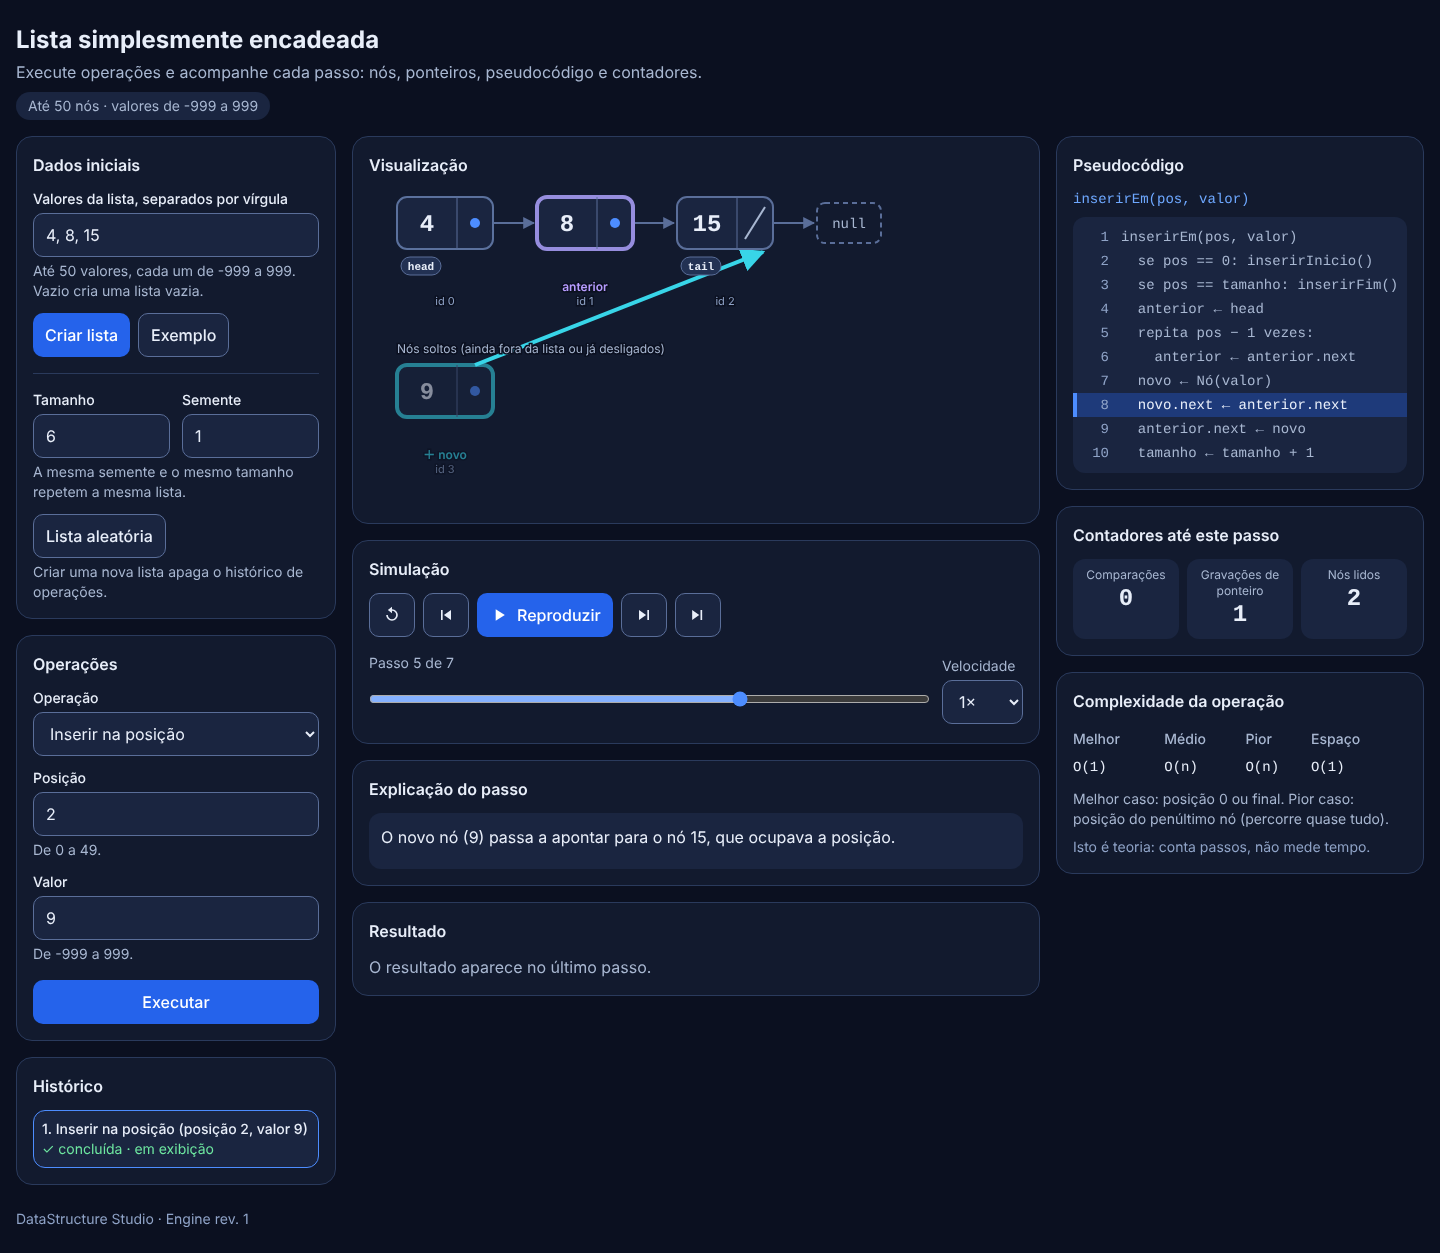 Lista simplesmente encadeada
Execute operações e acompanhe cada passo: nós, ponteiros, pseudocódigo e contadores.
Até 50 nós · valores de -999 a 999
Dados iniciais
Valores da lista, separados por vírgula
4, 8, 15
Até 50 valores, cada um de -999 a 999.
Vazio cria uma lista vazia.
Criar lista
Exemplo
Tamanho
Semente
6
1
A mesma semente e o mesmo tamanho
repetem a mesma lista.
Lista aleatória
Criar uma nova lista apaga o histórico de
operações.
Operações
Operação
Inserir na posição
Posição
2
De 0 a 49.
Valor
9
De -999 a 999.
Executar
Histórico
1. Inserir na posição (posição 2, valor 9)
✓ concluída · em exibição
Visualização
4
8
15
null
head
tail
anterior
id 0
id 1
id 2
Nós soltos (ainda fora da lista ou já desligados)
9
+ novo
id 3
Simulação
Reproduzir
Passo 5 de 7
Velocidade
1×
Explicação do passo
O novo nó (9) passa a apontar para o nó 15, que ocupava a posição.
Resultado
O resultado aparece no último passo.
Pseudocódigo
inserirEm(pos, valor)
1 inserirEm(pos, valor)
2 se pos == 0: inserirInicio()
3 se pos == tamanho: inserirFim()
4 anterior ← head
5 repita pos − 1 vezes:
6 anterior ← anterior.next
7 novo ← Nó(valor)
8 novo.next ← anterior.next
9 anterior.next ← novo
10 tamanho ← tamanho + 1
Contadores até este passo
Comparações
0
Gravações de
ponteiro
1
Nós lidos
2
Complexidade da operação
Melhor Médio Pior Espaço
O(1) O(n) O(n) O(1)
Melhor caso: posição 0 ou final. Pior caso:
posição do penúltimo nó (percorre quase tudo).
Isto é teoria: conta passos, não mede tempo.
DataStructure Studio · Engine rev. 1